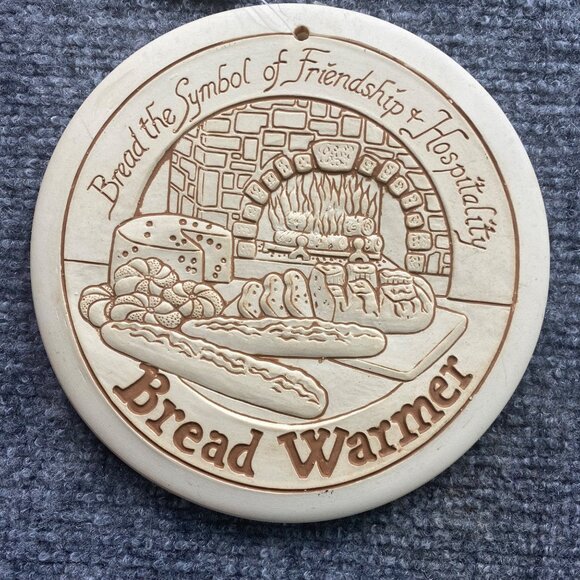 Bread the Symbol of Friendship & Hospitality
Bread Warmer